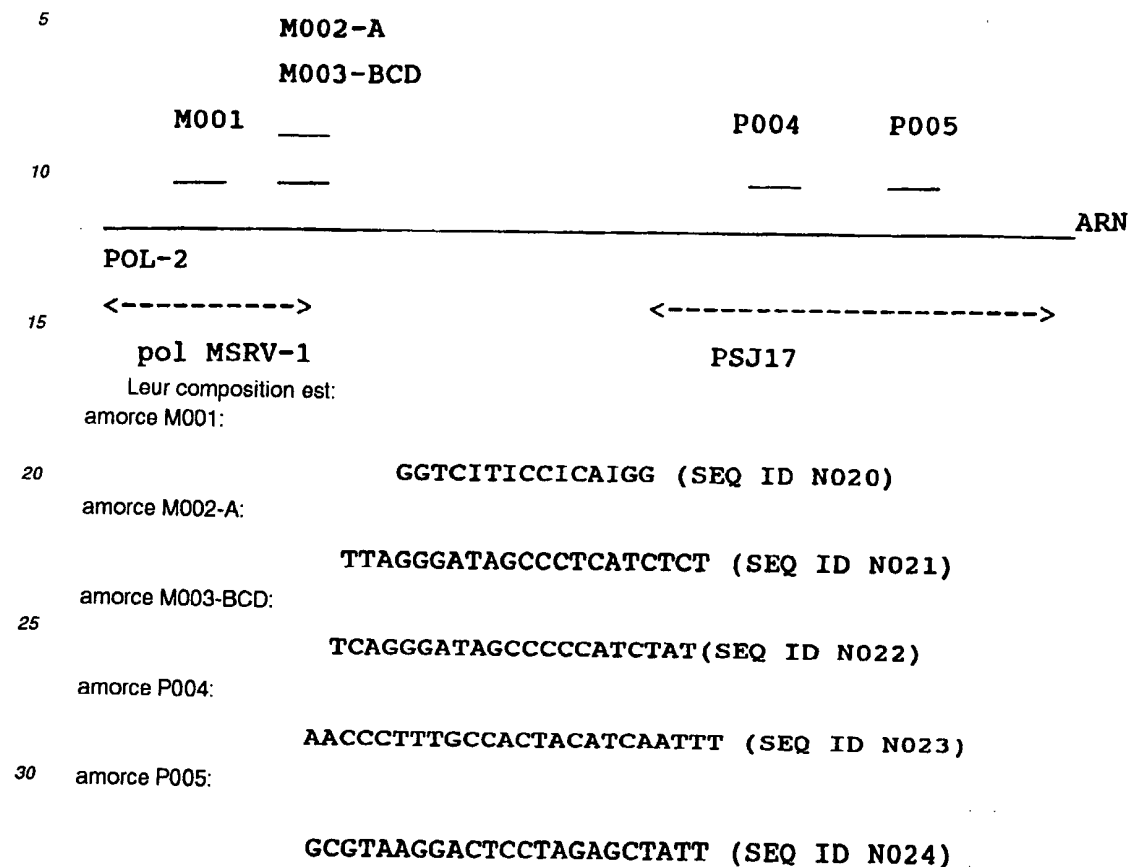 5
M002-A
M003-BCD
M001 P004 P005
10
ARN
POL-2
<----------->
<----------------------->
15
pol MSRV-1 PSJ17
Leur composition est:
amorce M001:
20 GGTCITICCICAIGG (SEQ ID NO20)
amorce M002-A:
TTAGGGATAGCCCTCATCTCT (SEQ ID NO21)
amorce M003-BCD:
25
TCAGGGATAGCCCCCATCTAT(SEQ ID NO22)
amorce P004:
AACCCTTTGCCACTACATCAATTT (SEQ ID NO23)
30 amorce P005:
GCGTAAGGACTCCTAGAGCTATT (SEQ ID NO24)